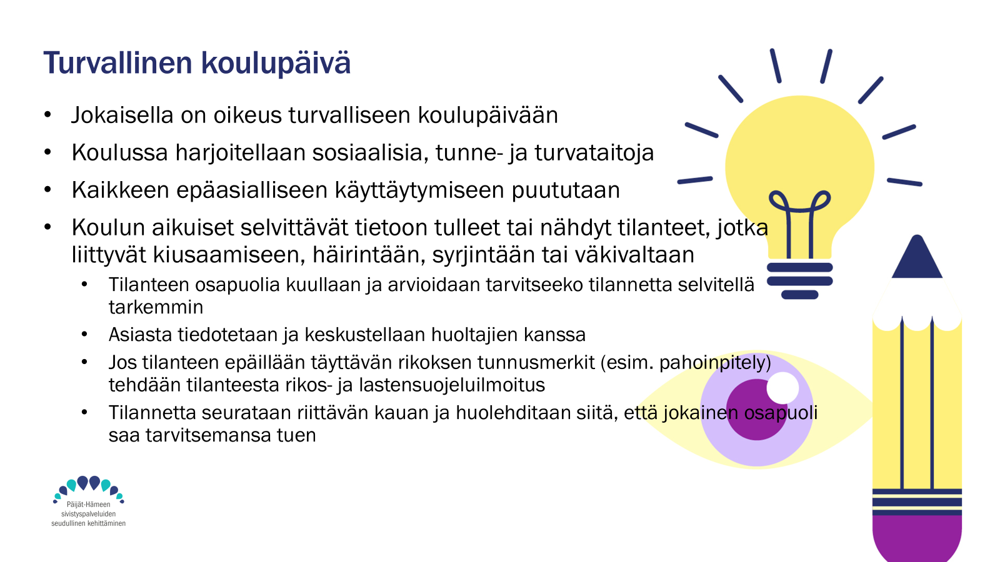 Turvallinen koulupäivä
• Jokaisella on oikeus turvalliseen koulupäivään
• Koulussa harjoitellaan sosiaalisia, tunne- ja turvataitoja
• Kaikkeen epäasialliseen käyttäytymiseen puututaan
• Koulun aikuiset selvittävät tietoon tulleet tai nähdyt tilanteet, jotka
liittyvät kiusaamiseen, häirintään, syrjintään tai väkivaltaan
• Tilanteen osapuolia kuullaan ja arvioidaan tarvitseeko tilannetta selvitellä
tarkemmin
• Asiasta tiedotetaan ja keskustellaan huoltajien kanssa
• Jos tilanteen epäillään täyttävän rikoksen tunnusmerkit (esim. pahoinpitely)
tehdään tilanteesta rikos- ja lastensuojeluilmoitus
• Tilannetta seurataan riittävän kauan ja huolehditaan siitä, että jokainen osapuoli
saa tarvitsemansa tuen
Päijät-Hämeen
sivistyspalveluiden
seudullinen kehittäminen